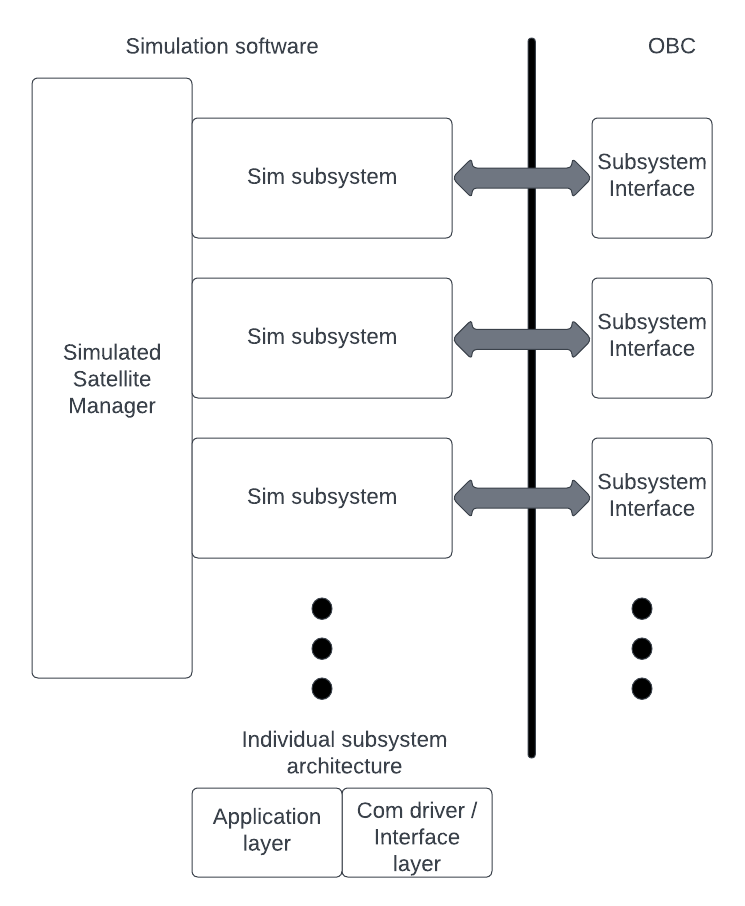 Simulation software
OBC
Sim subsystem
Subsystem
Interface
Simulated
Satellite
Manager
Sim subsystem
Subsystem
Interface
Sim subsystem
Subsystem
Interface
Individual subsystem
architecture
Application
layer
Com driver /
Interface
layer